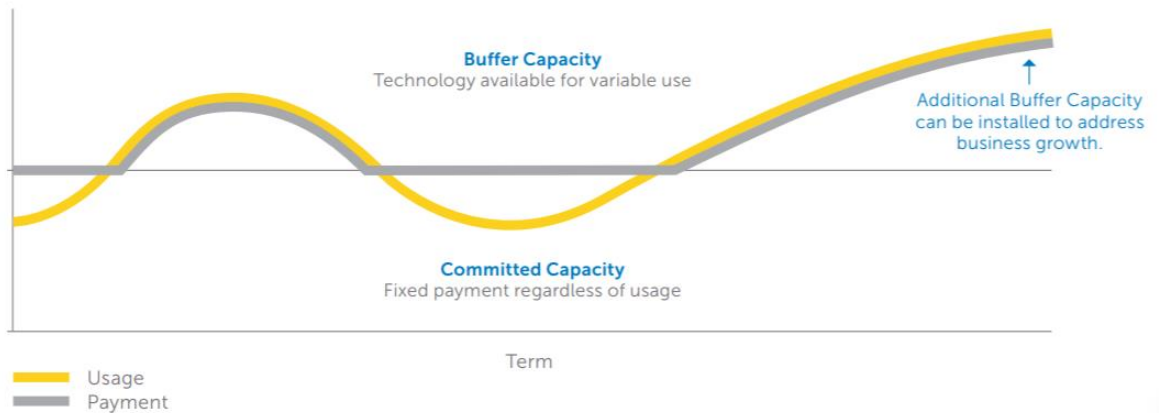 Buffer Capacity
Technology available for variable use
Additional Buffer Capacity
can be installed to address
business growth.
Committed Capacity
Fixed payment regardless of usage
Term
Usage
Payment